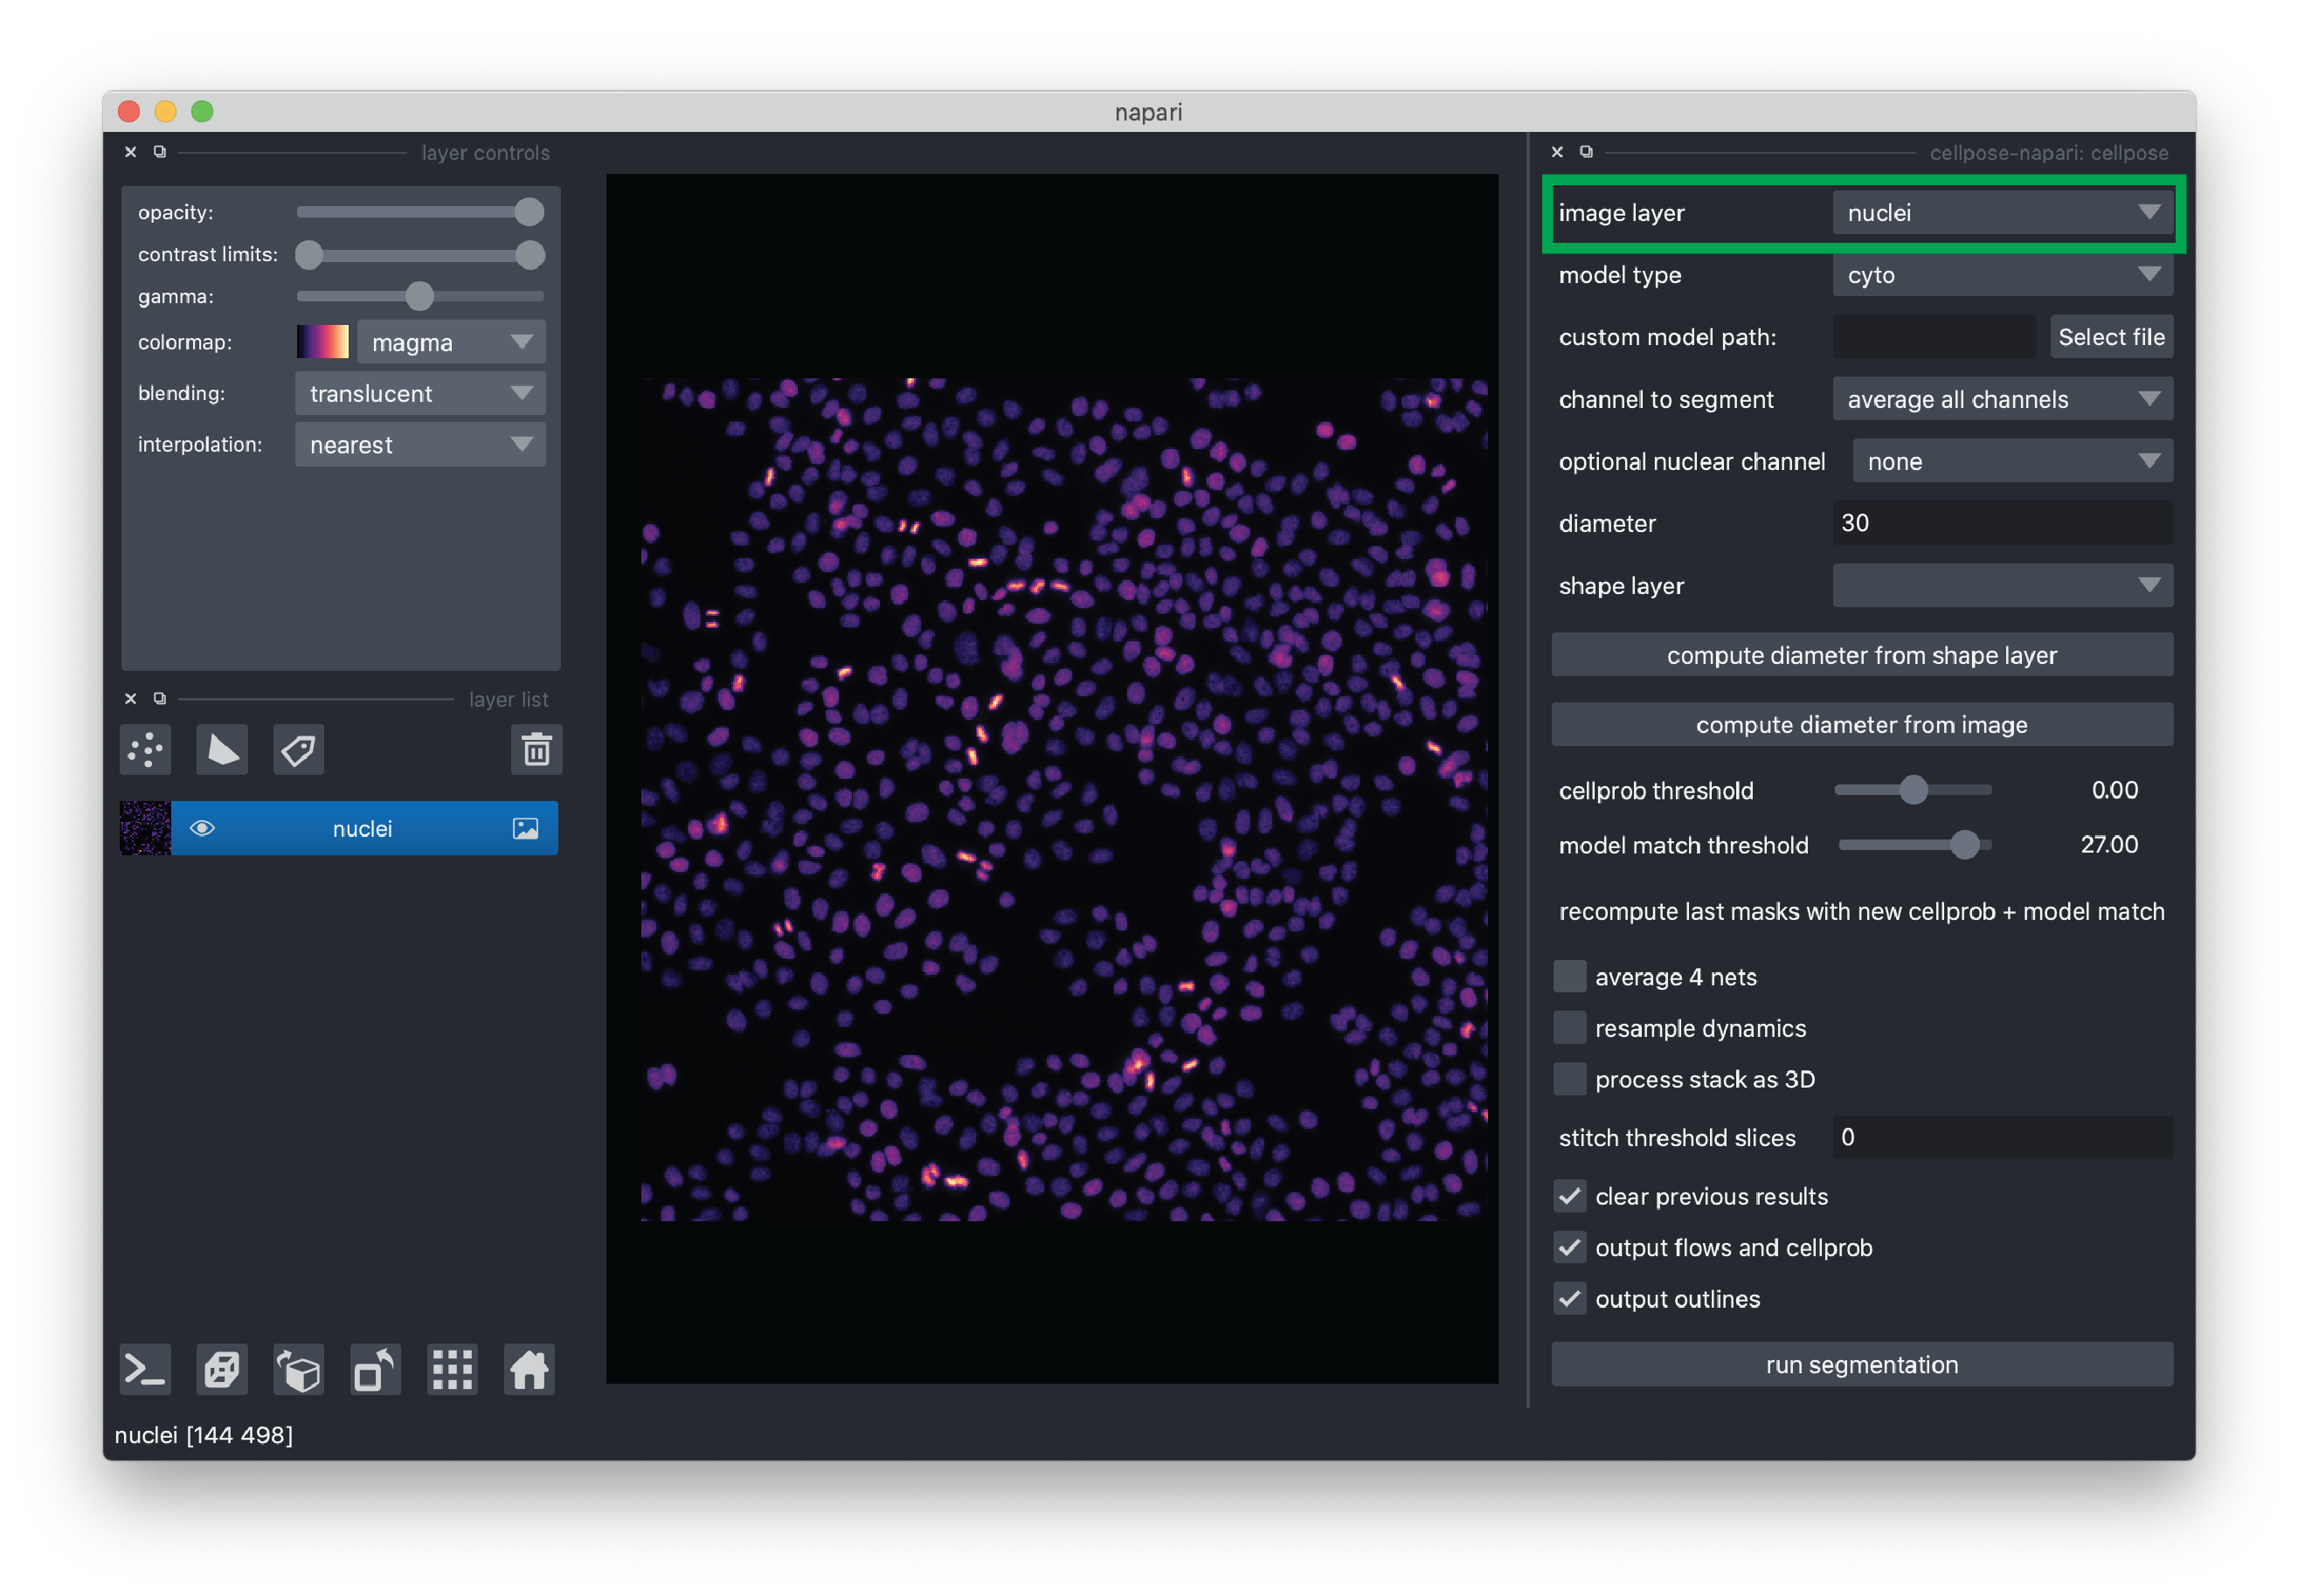 napari
layer controls
opacity:
contrast limits:
gamma:
colormap: magma
blending: translucent
interpolation: nearest
layer list
nuclei
nuclei [144 498]
cellpose-napari: cellpose
image layer nuclei
model type cyto
custom model path: Select file
channel to segment average all channels
optional nuclear channel none
diameter 30
shape layer
compute diameter from shape layer
compute diameter from image
cellprob threshold 0.00
model match threshold 27.00
recompute last masks with new cellprob + model match
average 4 nets
resample dynamics
process stack as 3D
stitch threshold slices 0
clear previous results
output flows and cellprob
output outlines
run segmentation